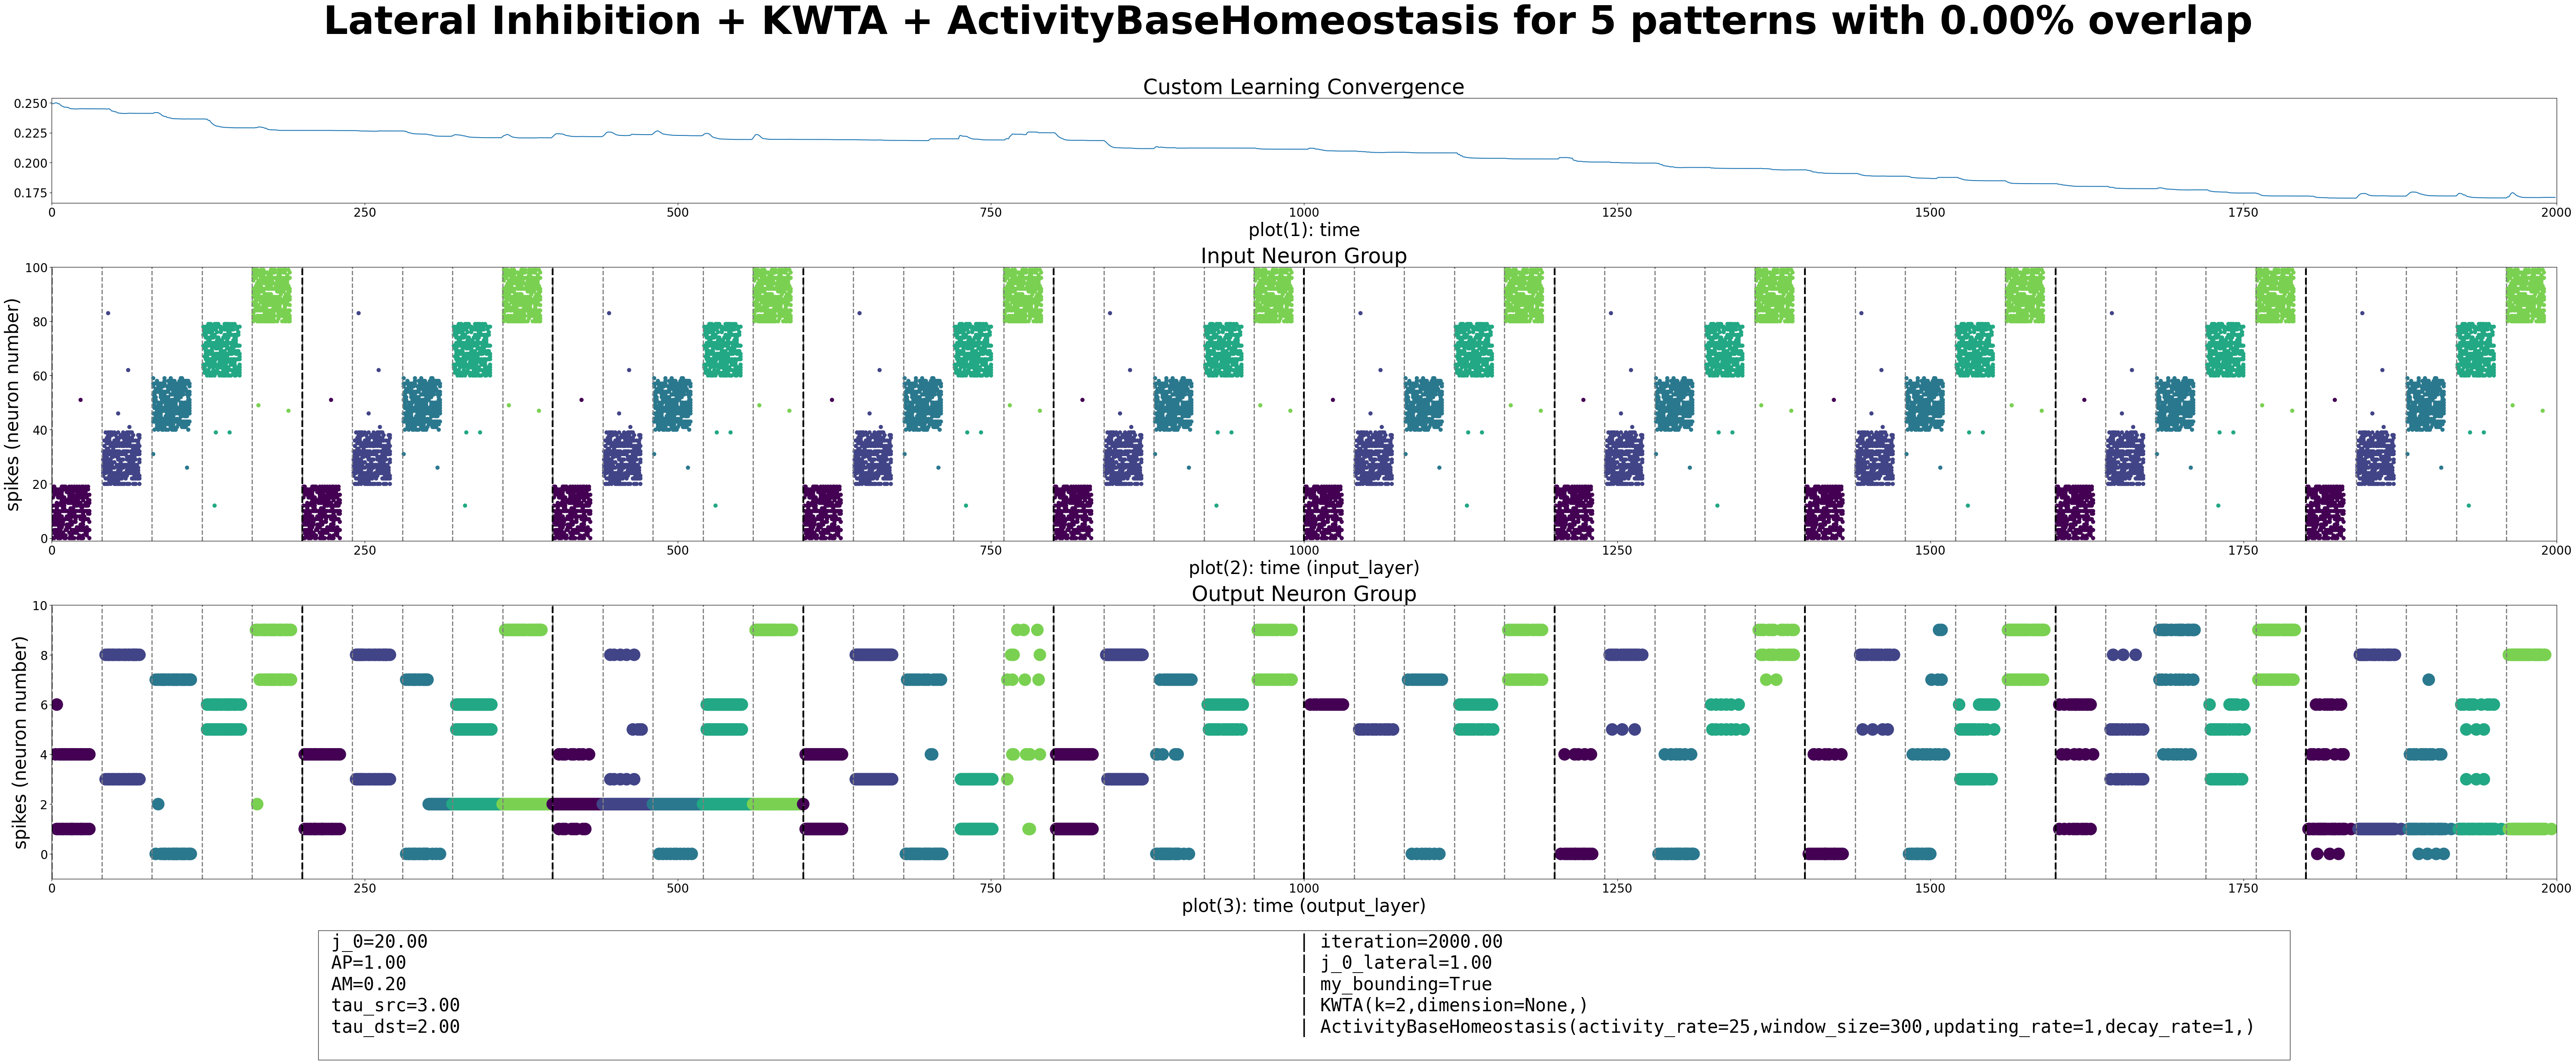 Lateral Inhibition + KWTA + ActivityBaseHomeostasis for 5 patterns with 0.00% overlap
Custom Learning Convergence
0.250
0.225
0.200
0.175
0 250 500 750 1000 1250 1500 1750 2000
plot(1): time
Input Neuron Group
spikes (neuron number)
100
80
60
40
20
0
0 250 500 750 1000 1250 1500 1750 2000
plot(2): time (input_layer)
Output Neuron Group
spikes (neuron number)
10
8
6
4
2
0
0 250 500 750 1000 1250 1500 1750 2000
plot(3): time (output_layer)
j_0=20.00 | iteration=2000.00
AP=1.00 | j_0_lateral=1.00
AM=0.20 | my_bounding=True
tau_src=3.00 | KWTA(k=2,dimension=None,)
tau_dst=2.00 | ActivityBaseHomeostasis(activity_rate=25,window_size=300,updating_rate=1,decay_rate=1,)